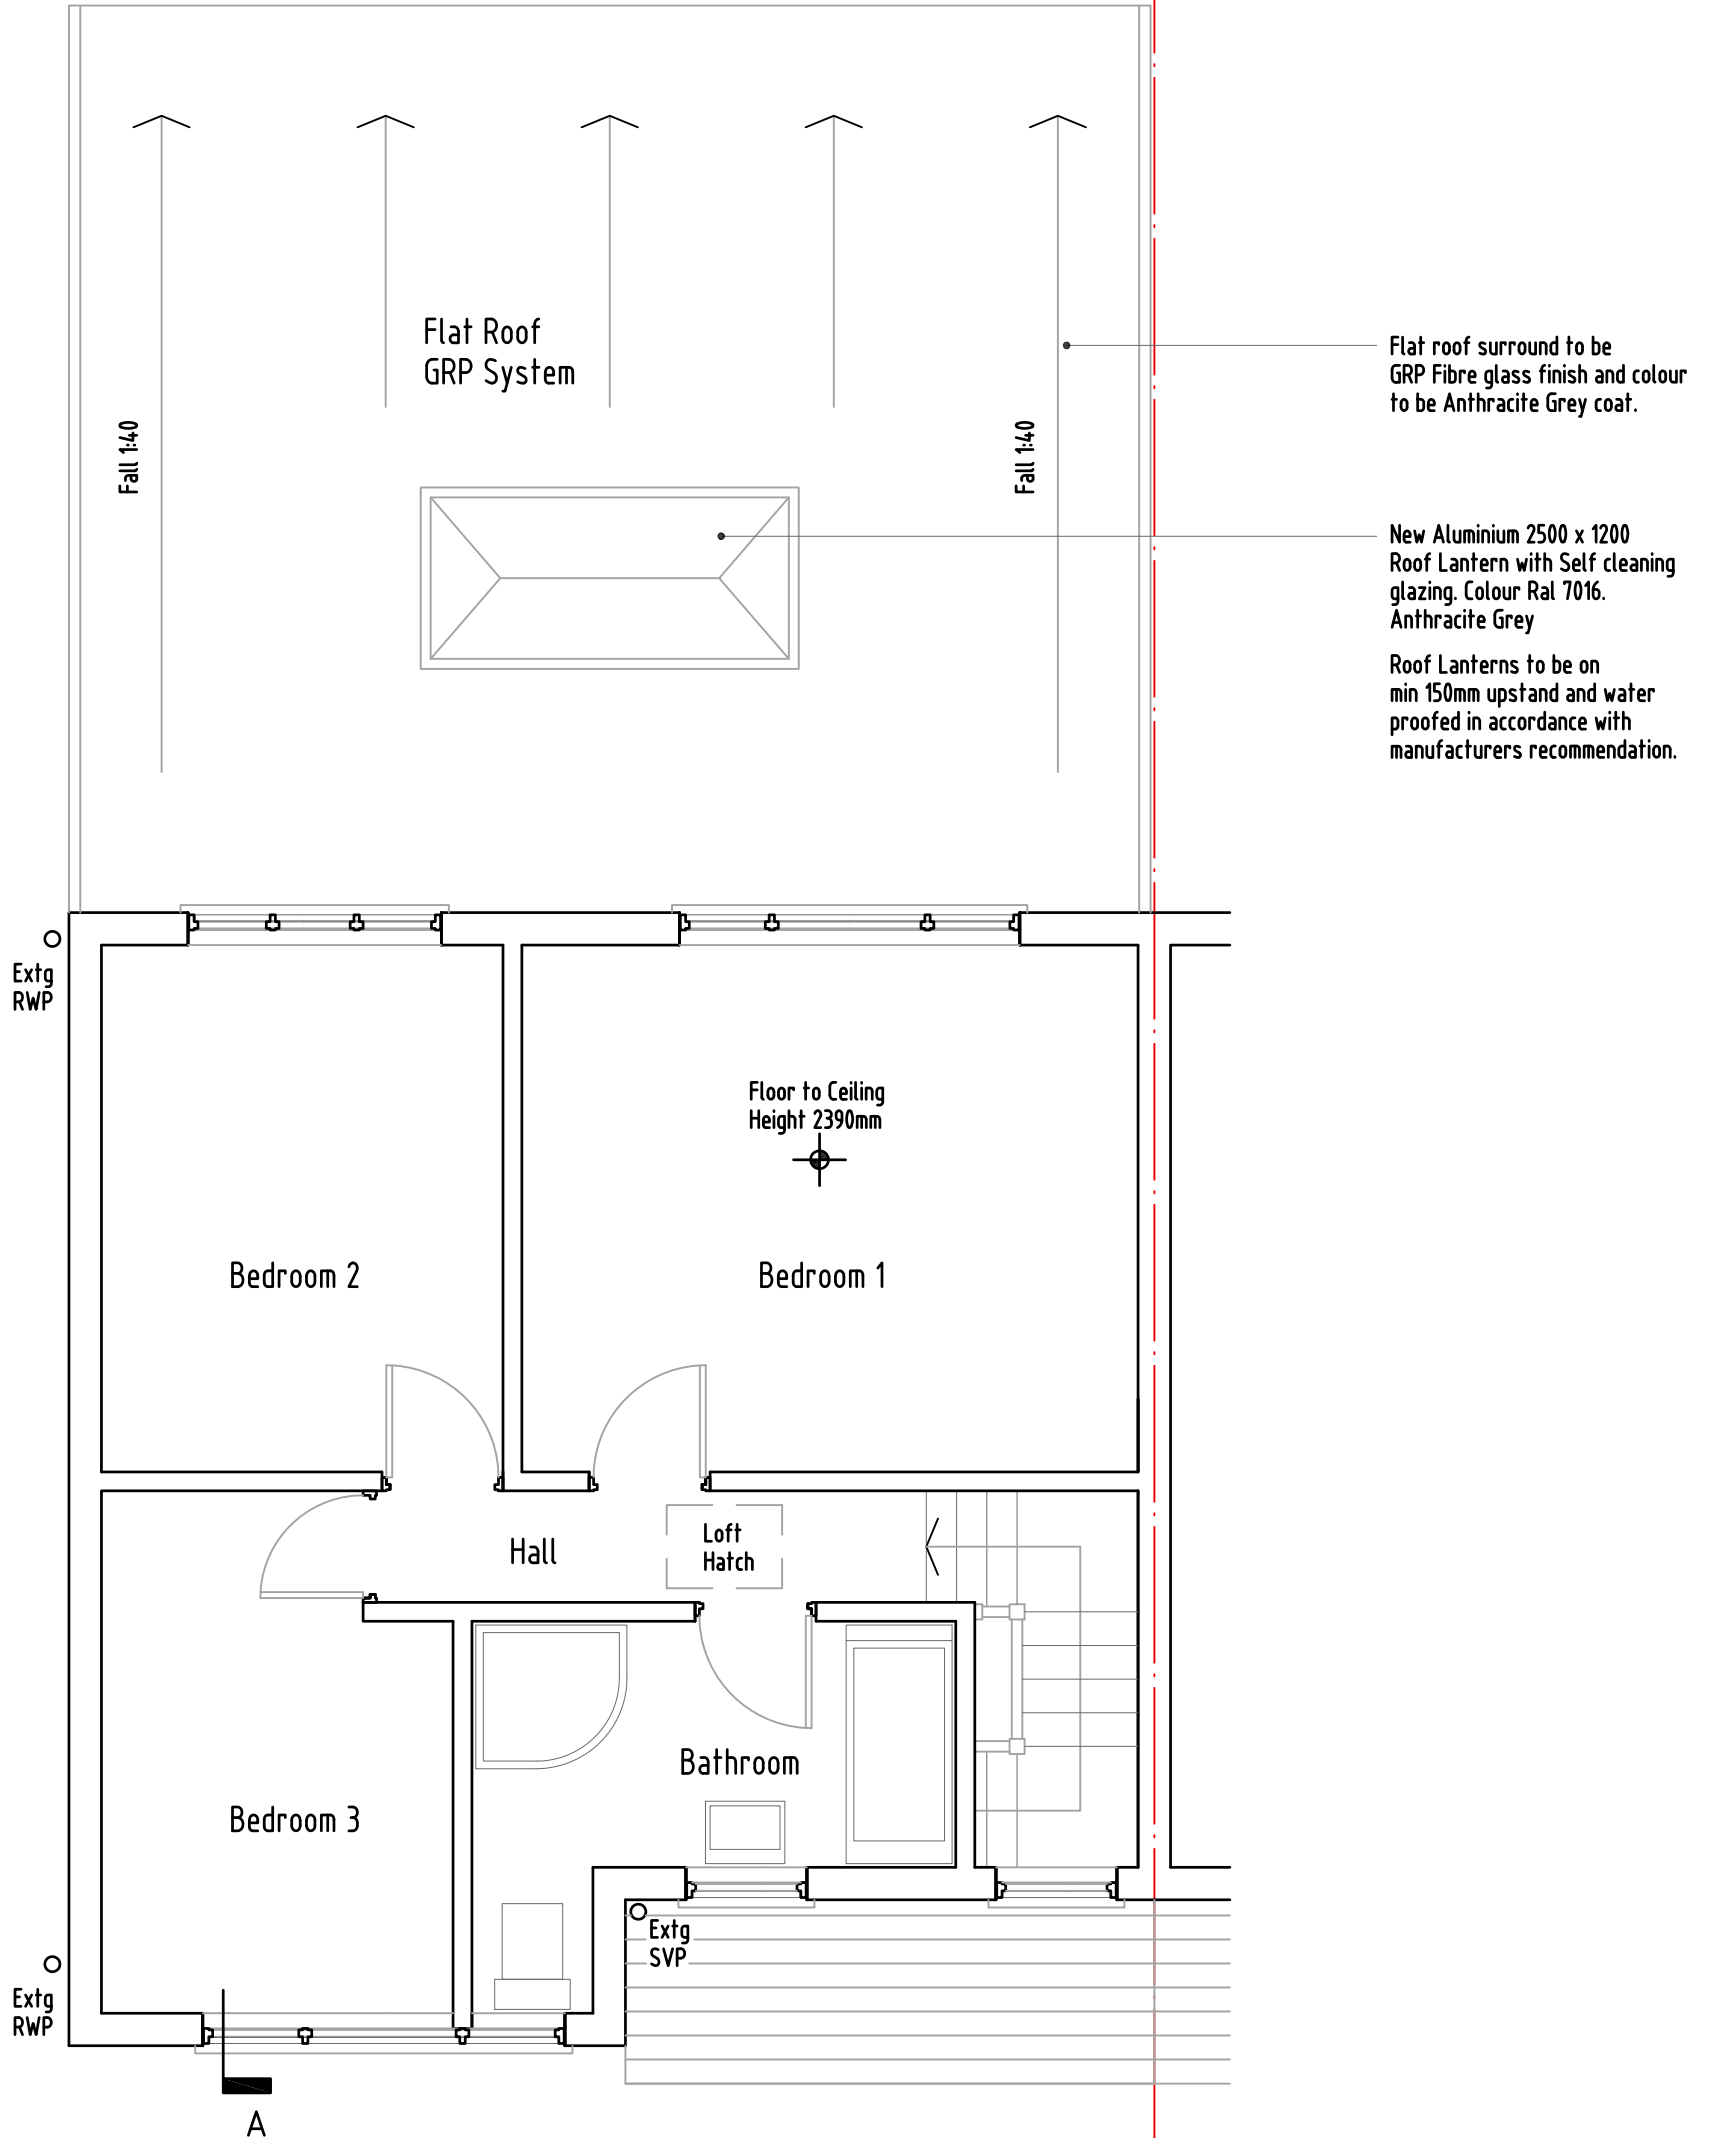 Flat Roof
GRP System
Fall 1:40
Fall 1:40
Flat roof surround to be
GRP Fibre glass finish and colour
to be Anthracite Grey coat.
New Aluminium 2500 x 1200
Roof Lantern with Self cleaning
glazing. Colour Ral 7016.
Anthracite Grey
Roof Lanterns to be on
min 150mm upstand and water
proofed in accordance with
manufacturers recommendation.
Extg
RWP
Floor to Ceiling
Height 2390mm
Bedroom 2
Bedroom 1
Hall
Loft
Hatch
Bathroom
Bedroom 3
Extg
SVP
Extg
RWP
A